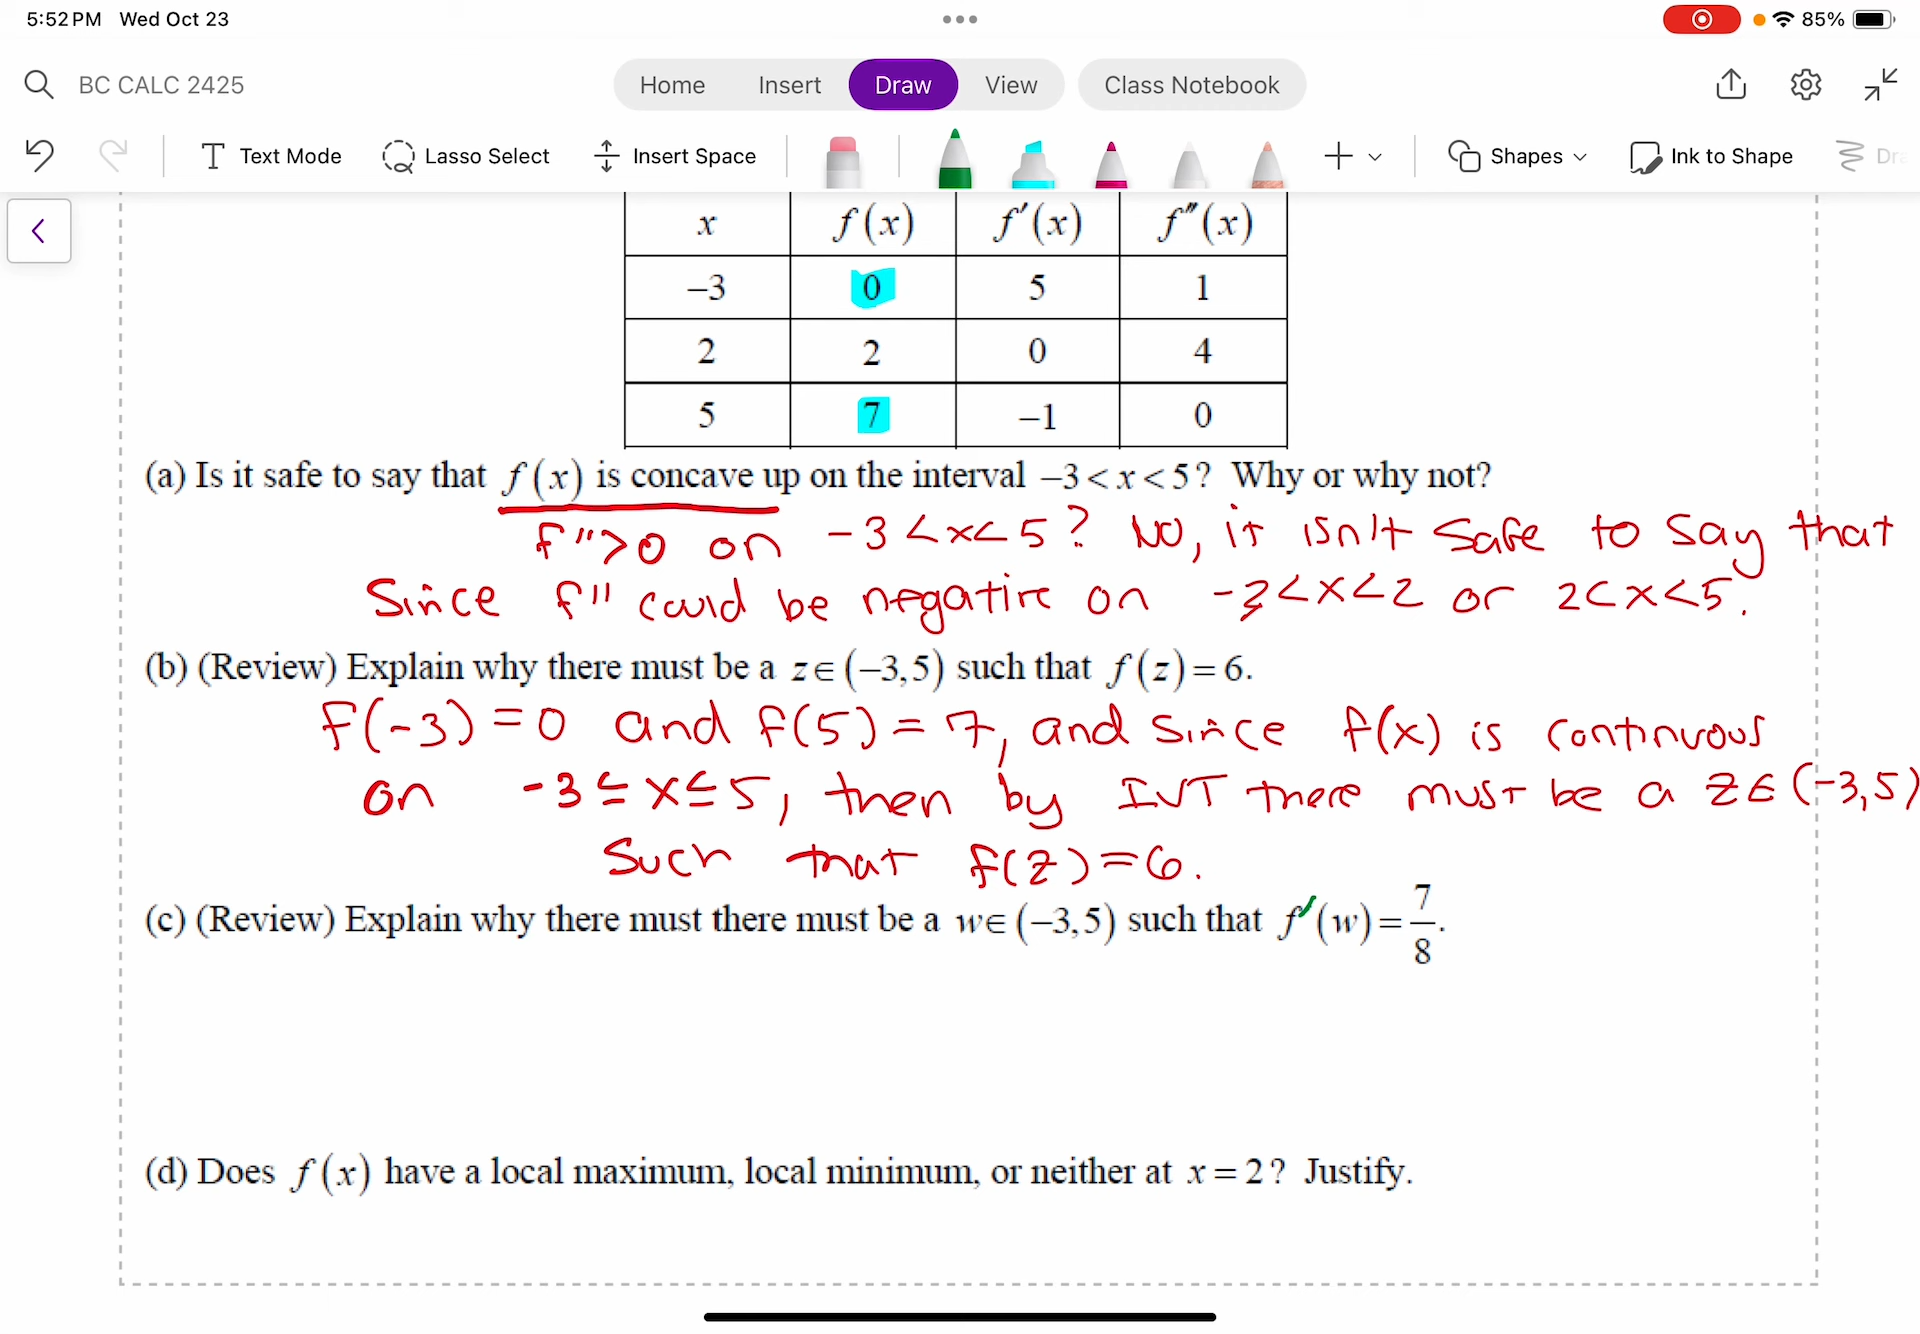 5:52 PM Wed Oct 23
85%
BC CALC 2425
Home Insert Draw View Class Notebook
Text Mode Lasso Select Insert Space Shapes Ink to Shape Dra
x f(x) f′(x) f″(x)
−3 0 5 1
2 2 0 4
5 7 −1 0
(a) Is it safe to say that f(x) is concave up on the interval −3<x<5? Why or why not?
f">0 on -3<x<5? NO, it isn't safe to say that
Since f" could be negative on -3<x<2 or 2<x<5.
(b) (Review) Explain why there must be a z∈(−3,5) such that f(z)=6.
f(-3)=0 and f(5)=7, and since f(x) is continuous
on -3≤x≤5, then by IVT there must be a z∈(-3,5)
Such that f(z)=6.
(c) (Review) Explain why there must there must be a w∈(−3,5) such that f′(w)=7/8.
(d) Does f(x) have a local maximum, local minimum, or neither at x=2? Justify.